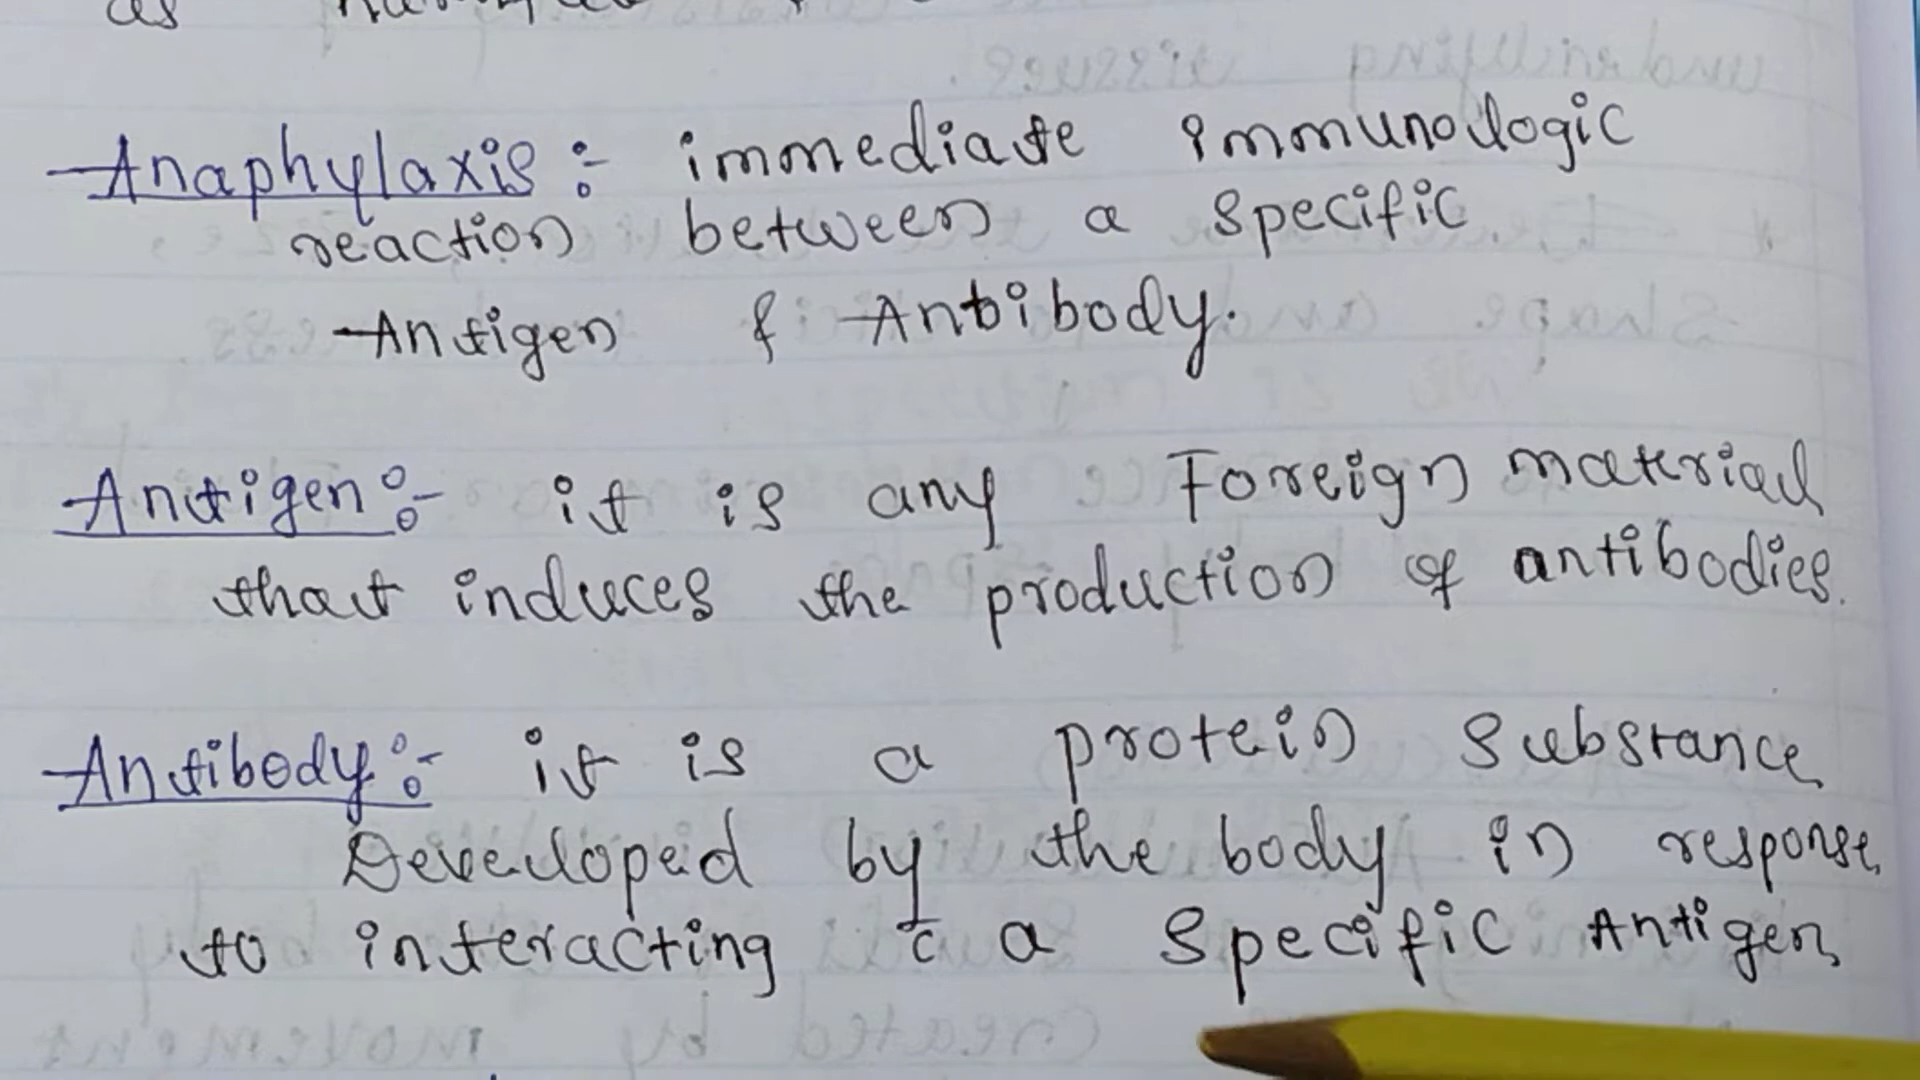 as
Anaphylaxis :- immediate immunologic
reaction between a specific
Antigen & Antibody.
Antigen :- it is any Foreign material
that induces the production of antibodies.
Antibody :- it is a protein substance
Developed by the body in response
to interacting c̄ a specific Antigen